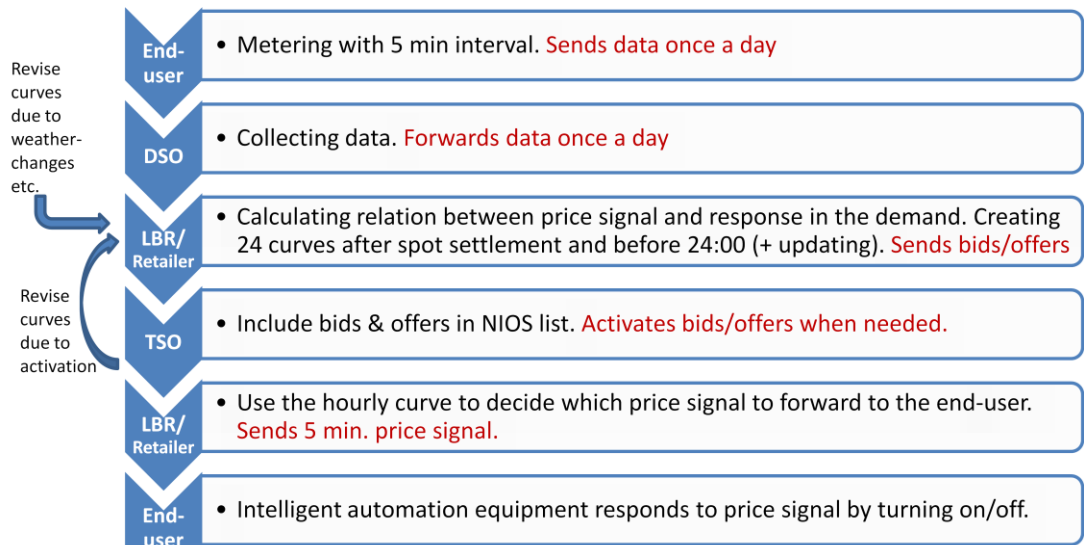 End-
user
• Metering with 5 min interval. Sends data once a day
Revise
curves
due to
weather-
changes
etc.
DSO
• Collecting data. Forwards data once a day
LBR/
Retailer
• Calculating relation between price signal and response in the demand. Creating
24 curves after spot settlement and before 24:00 (+ updating). Sends bids/offers
Revise
curves
due to
activation
TSO
• Include bids & offers in NIOS list. Activates bids/offers when needed.
LBR/
Retailer
• Use the hourly curve to decide which price signal to forward to the end-user.
Sends 5 min. price signal.
End-
user
• Intelligent automation equipment responds to price signal by turning on/off.